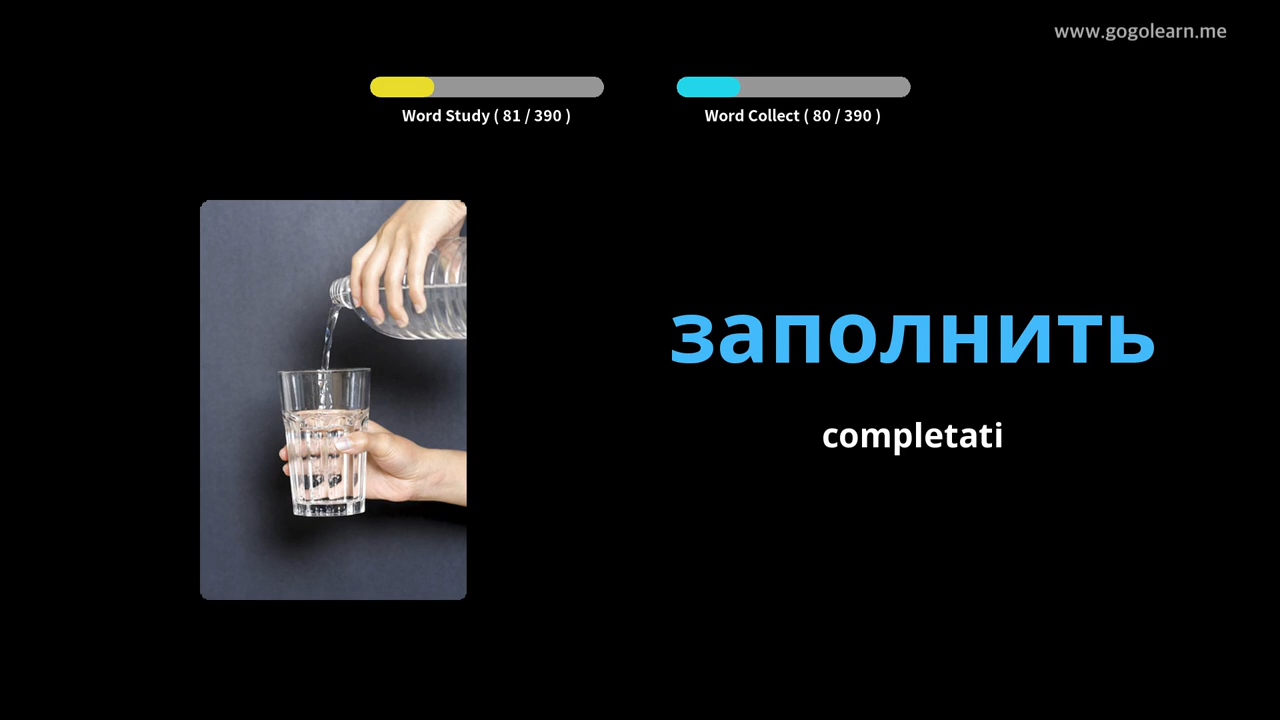 www.gogolearn.me
Word Study ( 81 / 390 )
Word Collect ( 80 / 390 )
заполнить
completati